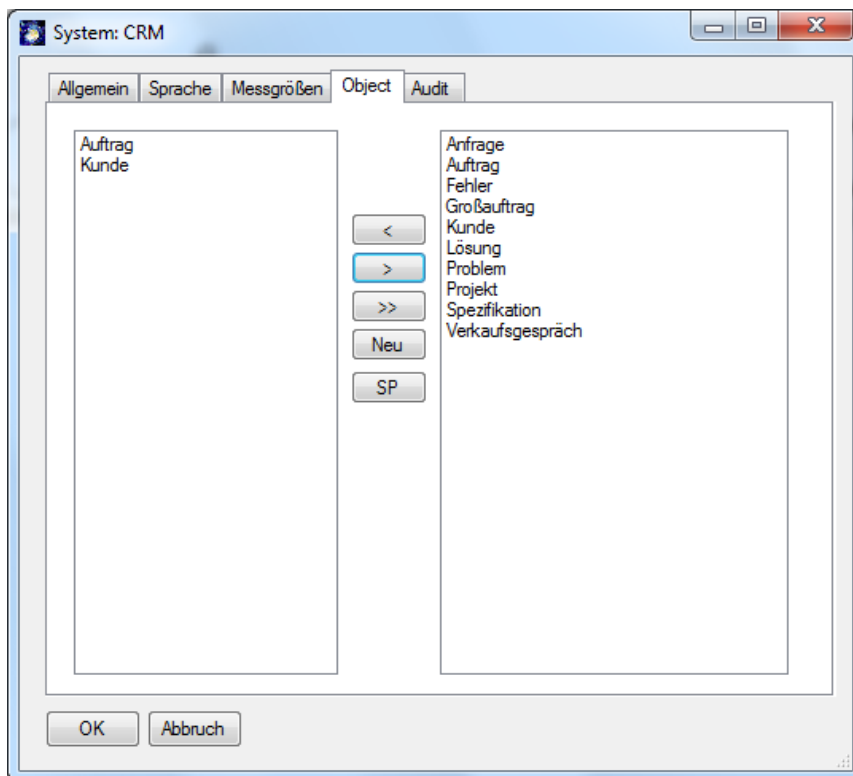 System: CRM
Allgemein Sprache Messgrößen Object Audit
Auftrag
Kunde
<
>
>>
Neu
SP
Anfrage
Auftrag
Fehler
Großauftrag
Kunde
Lösung
Problem
Projekt
Spezifikation
Verkaufsgespräch
OK Abbruch